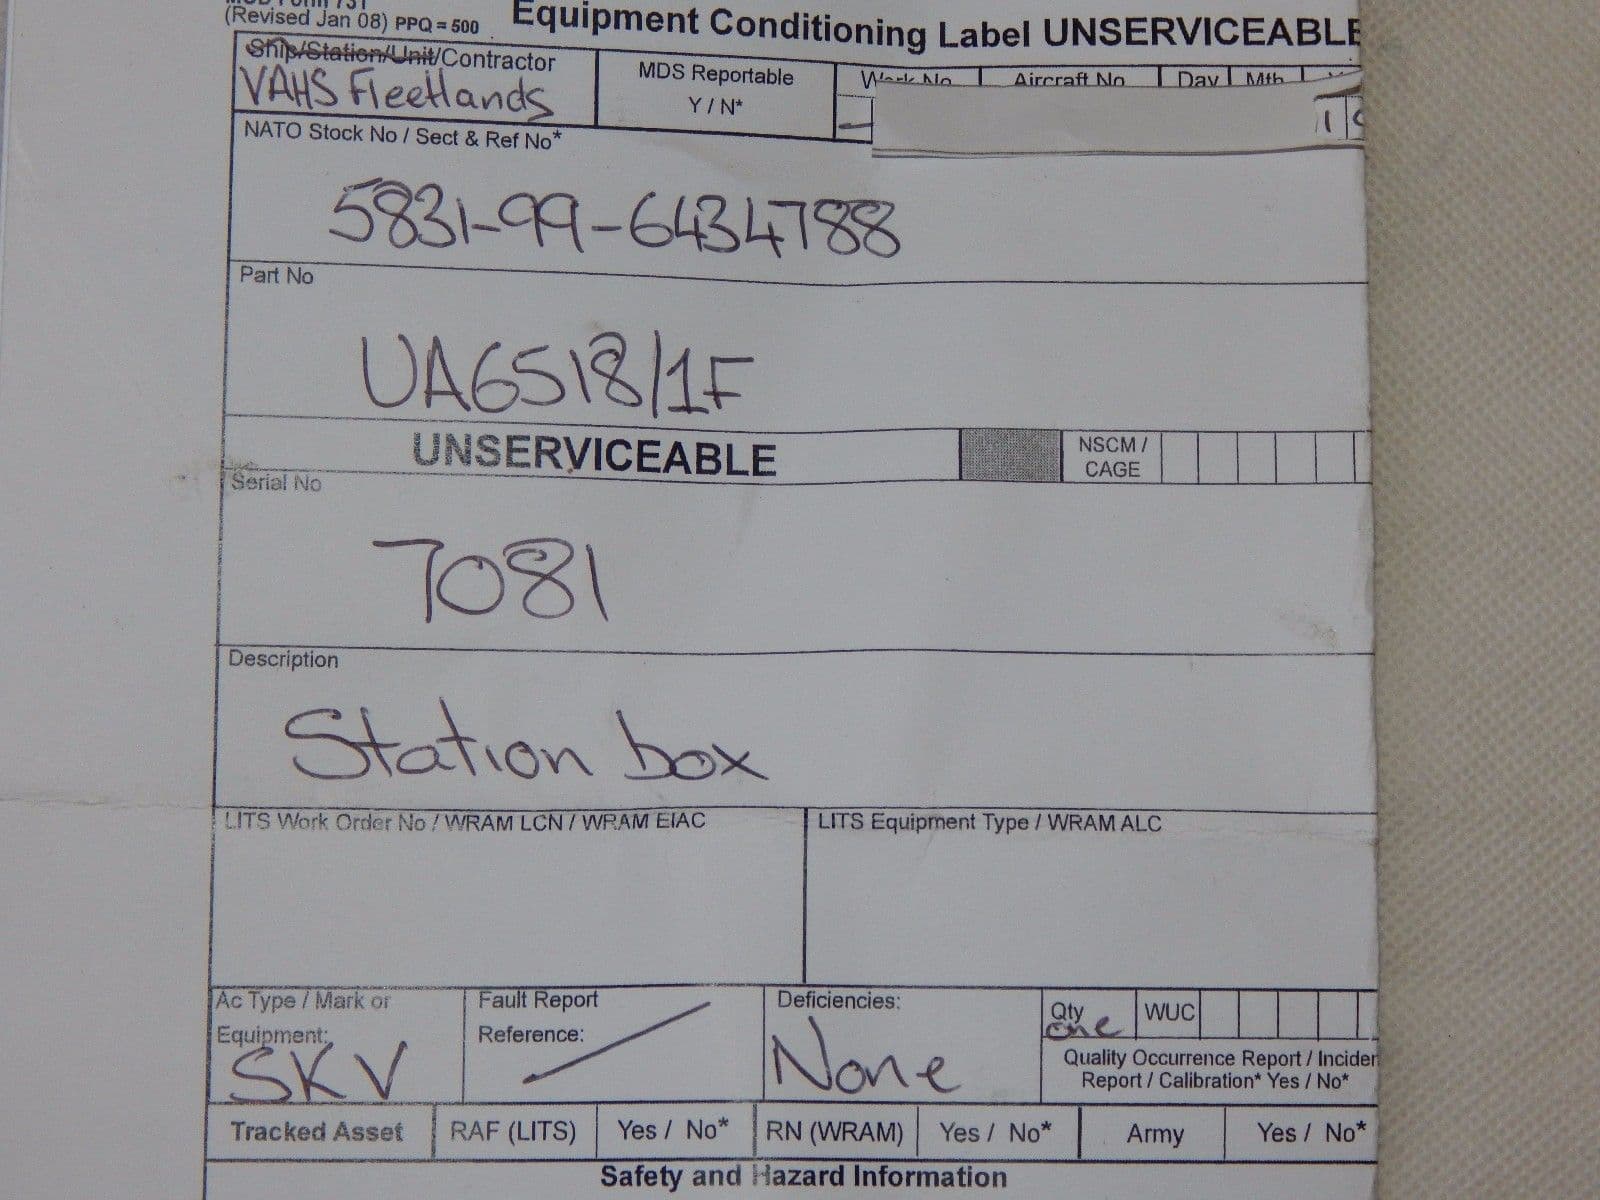 (Revised Jan 08) PPQ = 500
Equipment Conditioning Label UNSERVICEABLE
Ship/Station/Unit/Contractor
VAHS Fleetlands
MDS Reportable
Y / N*
Work No
Aircraft No
Day
Mth
NATO Stock No / Sect & Ref No*
5831-99-6434788
Part No
UA6518/1F
UNSERVICEABLE
NSCM /
CAGE
Serial No
7081
Description
Station box
LITS Work Order No / WRAM LCN / WRAM EIAC
LITS Equipment Type / WRAM ALC
Ac Type / Mark or
Equipment:
SKV
Fault Report
Reference:
Deficiencies:
None
Qty
one
WUC
Quality Occurrence Report / Inciden
Report / Calibration* Yes / No*
Tracked Asset
RAF (LITS)
Yes / No*
RN (WRAM)
Yes / No*
Army
Yes / No*
Safety and Hazard Information